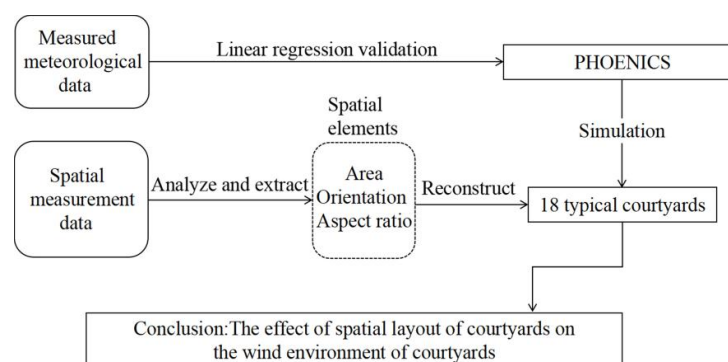 Measured
meteorological
data
Linear regression validation
PHOENICS
Simulation
Spatial
measurement
data
Analyze and extract
Spatial
elements
Area
Orientation
Aspect ratio
Reconstruct
18 typical courtyards
Conclusion:The effect of spatial layout of courtyards on
the wind environment of courtyards